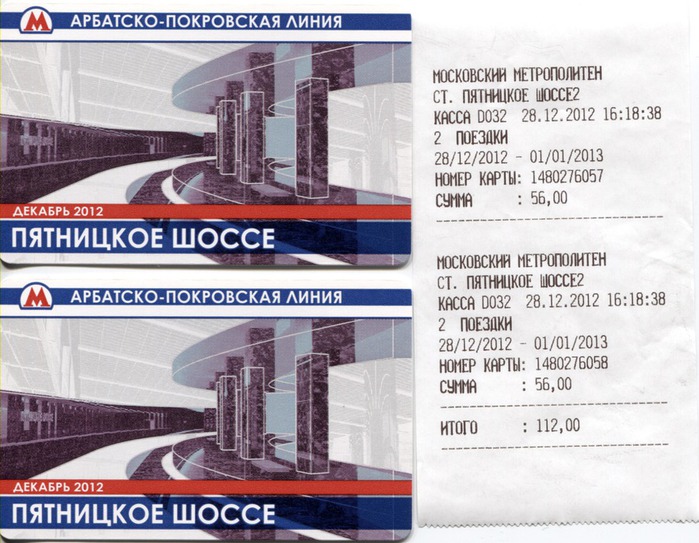 М АРБАТСКО-ПОКРОВСКАЯ ЛИНИЯ
ДЕКАБРЬ 2012
ПЯТНИЦКОЕ ШОССЕ
М АРБАТСКО-ПОКРОВСКАЯ ЛИНИЯ
ДЕКАБРЬ 2012
ПЯТНИЦКОЕ ШОССЕ
МОСКОВСКИЙ МЕТРОПОЛИТЕН
СТ. ПЯТНИЦКОЕ ШОССЕ2
КАССА D032 28.12.2012 16:18:38
2 ПОЕЗДКИ
28/12/2012 - 01/01/2013
НОМЕР КАРТЫ: 1480276057
СУММА : 56,00
МОСКОВСКИЙ МЕТРОПОЛИТЕН
СТ. ПЯТНИЦКОЕ ШОССЕ2
КАССА D032 28.12.2012 16:18:38
2 ПОЕЗДКИ
28/12/2012 - 01/01/2013
НОМЕР КАРТЫ: 1480276058
СУММА : 56,00
ИТОГО : 112,00